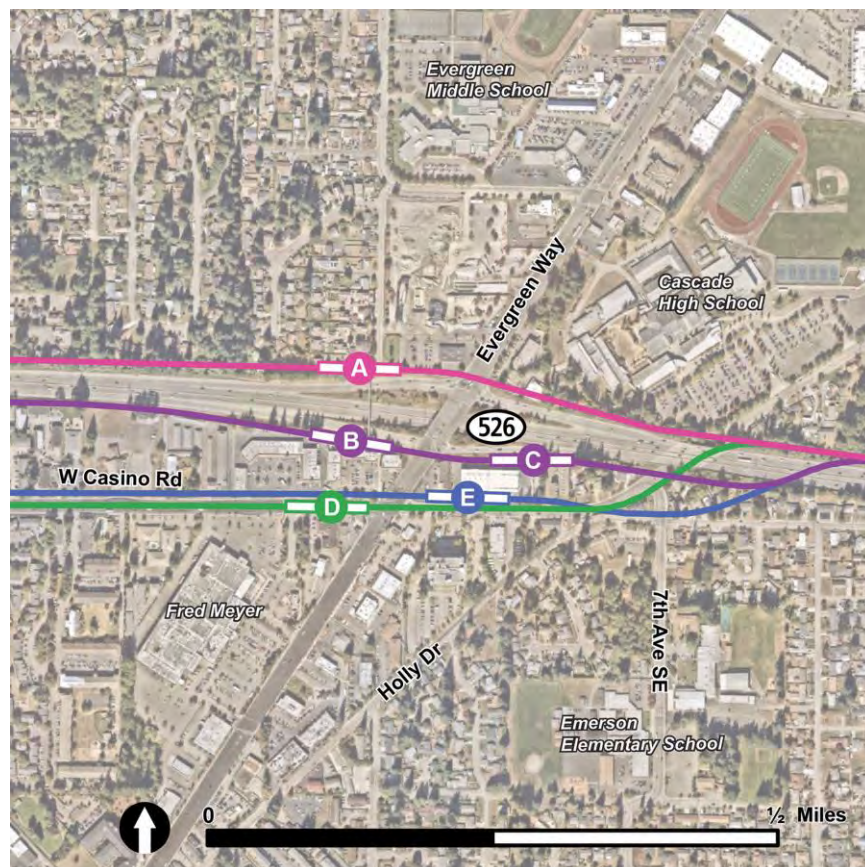 Evergreen
Middle School
Evergreen Way
Cascade
High School
A
B
526
C
W Casino Rd
E
D
Fred Meyer
7th Ave SE
Holly Dr
Emerson
Elementary School
0
½ Miles